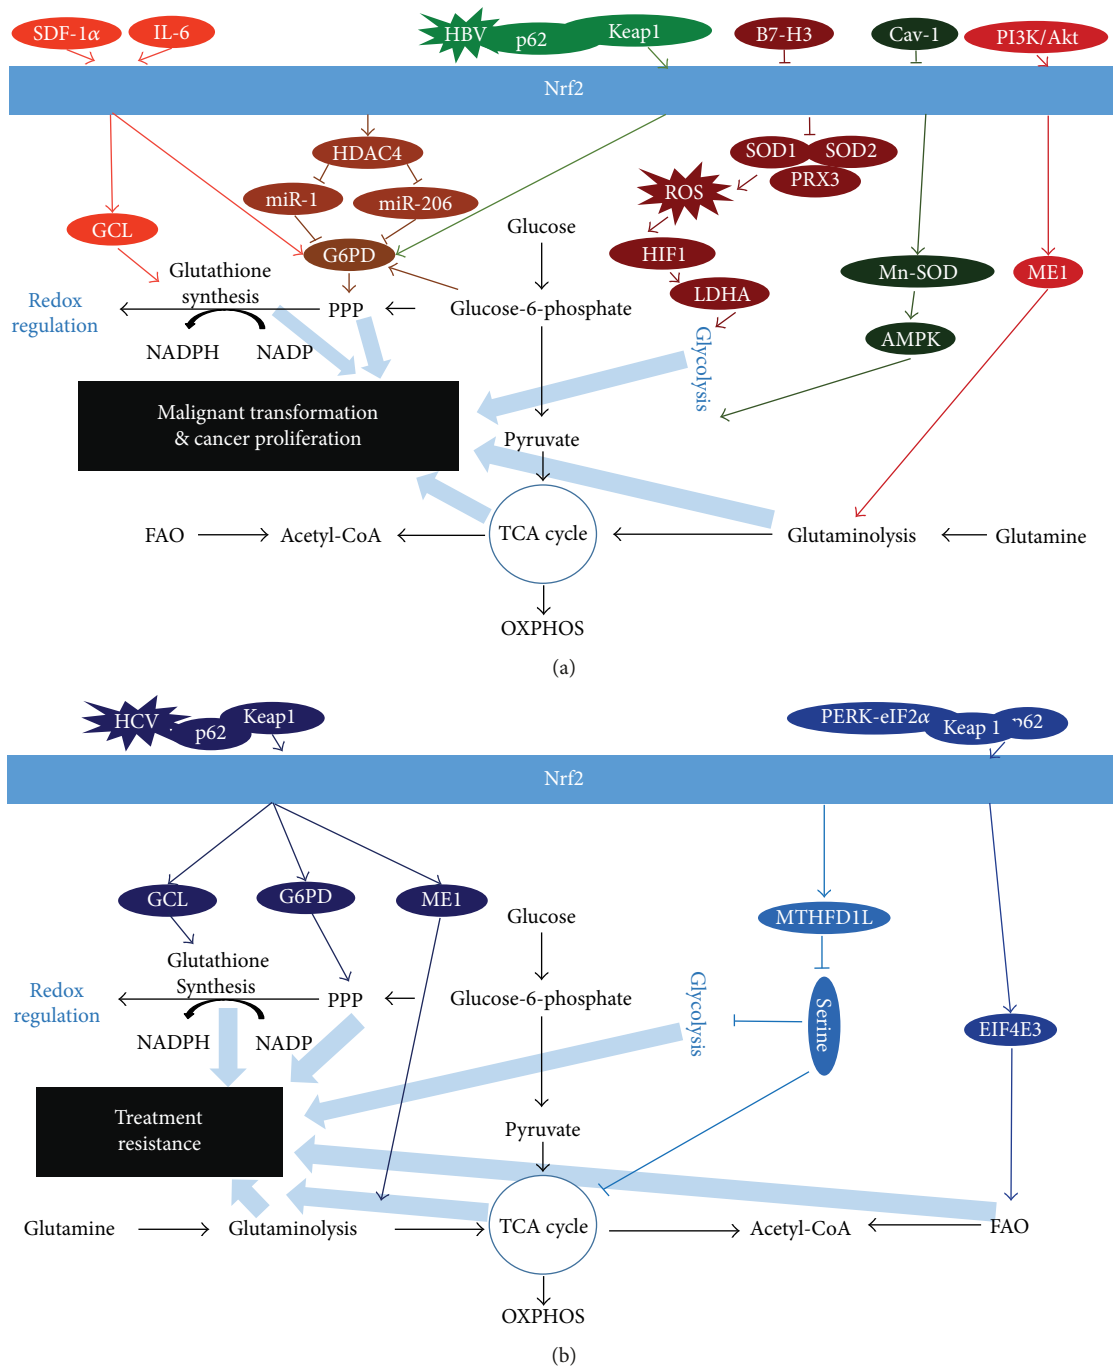 SDF-1α
IL-6
HBV
p62
Keap1
B7-H3
Cav-1
PI3K/Akt
Nrf2
HDAC4
SOD1
SOD2
PRX3
miR-1
miR-206
ROS
GCL
Glucose
G6PD
HIF1
Mn-SOD
ME1
Glutathione
synthesis
Redox
regulation
PPP
Glucose-6-phosphate
LDHA
NADPH
NADP
Glycolysis
AMPK
Malignant transformation
& cancer proliferation
Pyruvate
FAO
Acetyl-CoA
TCA cycle
Glutaminolysis
Glutamine
OXPHOS
(a)
HCV
p62
Keap1
PERK-eIF2α
Keap 1
p62
Nrf2
GCL
G6PD
ME1
Glucose
MTHFD1L
Glutathione
Synthesis
Redox
regulation
PPP
Glucose-6-phosphate
Glycolysis
Serine
EIF4E3
NADPH
NADP
Treatment
resistance
Pyruvate
Glutamine
Glutaminolysis
TCA cycle
Acetyl-CoA
FAO
OXPHOS
(b)